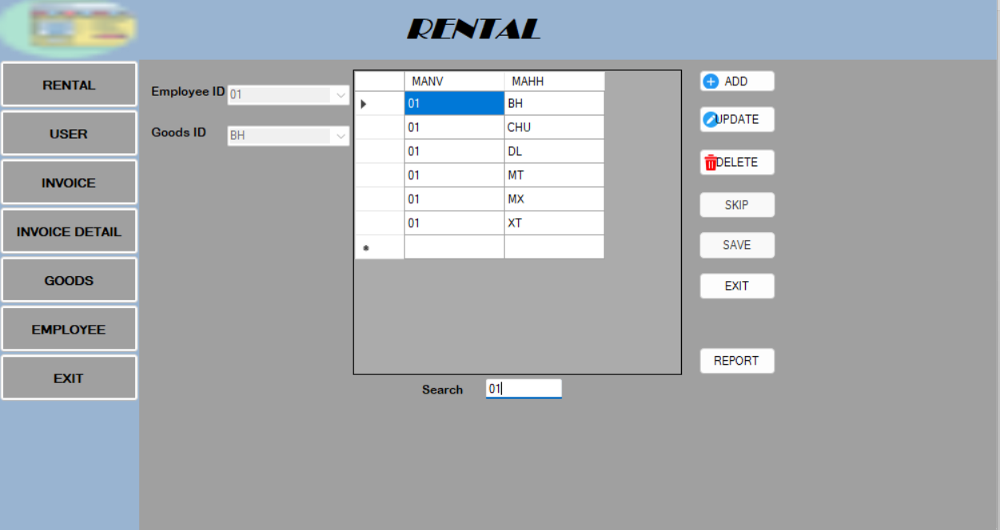 RENTAL
RENTAL
USER
INVOICE
INVOICE DETAIL
GOODS
EMPLOYEE
EXIT
Employee ID 01
Goods ID BH
MANV MAHH
01 BH
01 CHU
01 DL
01 MT
01 MX
01 XT
Search 01
ADD
UPDATE
DELETE
SKIP
SAVE
EXIT
REPORT